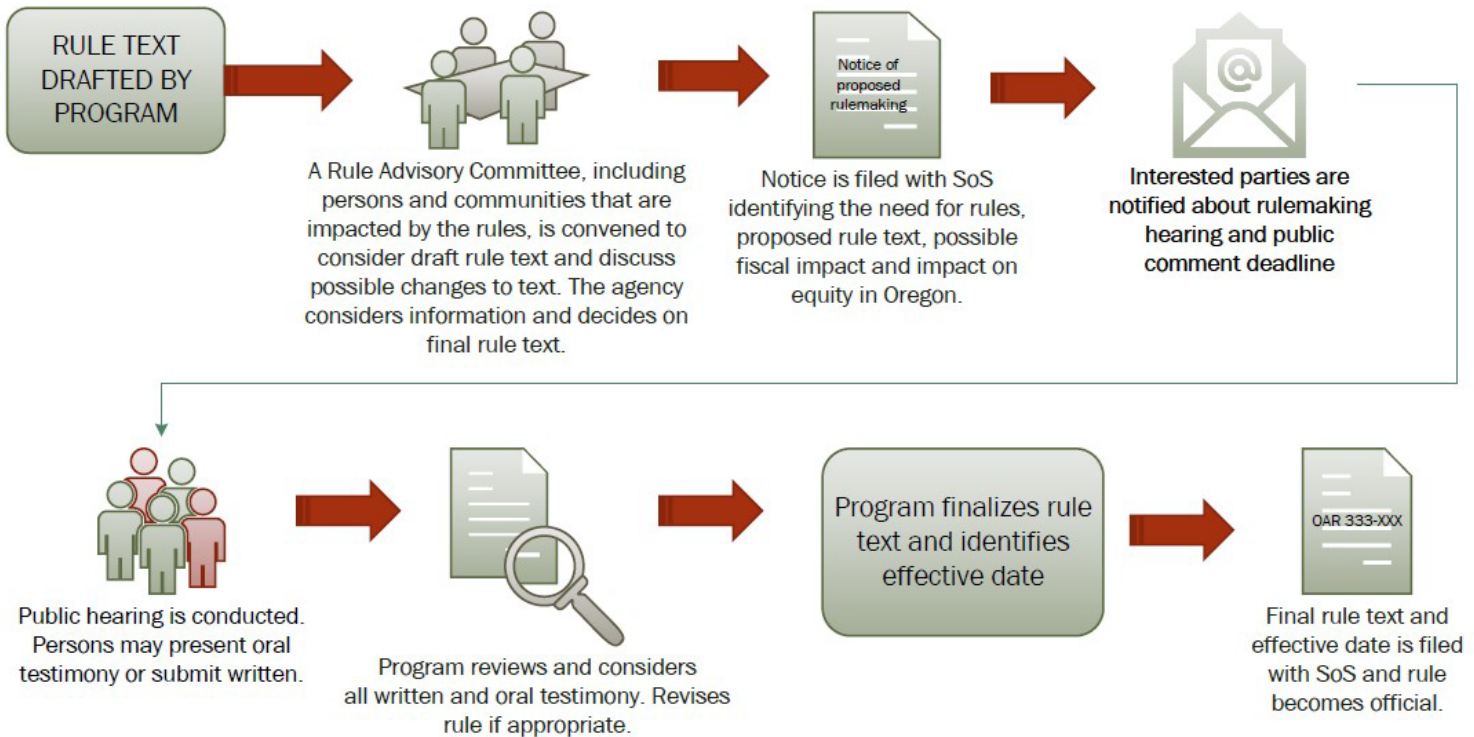 RULE TEXT
DRAFTED BY
PROGRAM
A Rule Advisory Committee, including
persons and communities that are
impacted by the rules, is convened to
consider draft rule text and discuss
possible changes to text. The agency
considers information and decides on
final rule text.
Notice of
proposed
rulemaking
Notice is filed with SoS
identifying the need for rules,
proposed rule text, possible
fiscal impact and impact on
equity in Oregon.
@
Interested parties are
notified about rulemaking
hearing and public
comment deadline
Public hearing is conducted.
Persons may present oral
testimony or submit written.
Program reviews and considers
all written and oral testimony. Revises
rule if appropriate.
Program finalizes rule
text and identifies
effective date
OAR 333-XXX
Final rule text and
effective date is filed
with SoS and rule
becomes official.